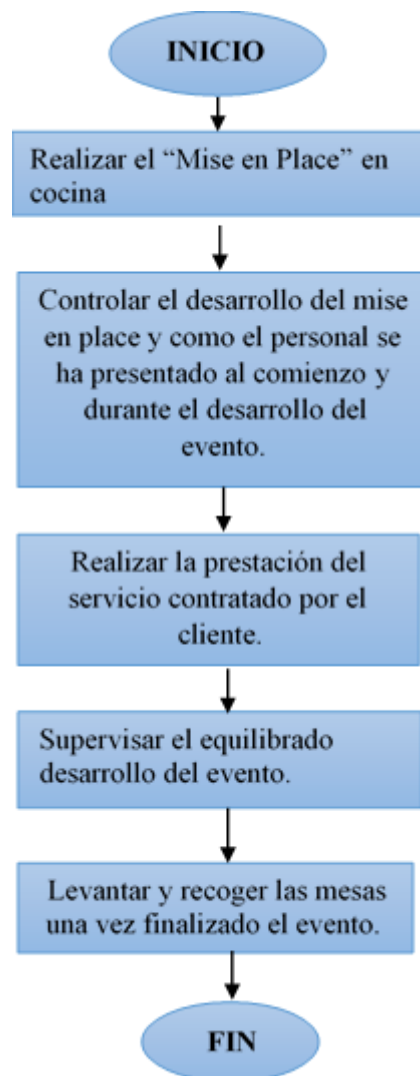 INICIO
Realizar el “Mise en Place” en
cocina
Controlar el desarrollo del mise
en place y como el personal se
ha presentado al comienzo y
durante el desarrollo del
evento.
Realizar la prestación del
servicio contratado por el
cliente.
Supervisar el equilibrado
desarrollo del evento.
Levantar y recoger las mesas
una vez finalizado el evento.
FIN